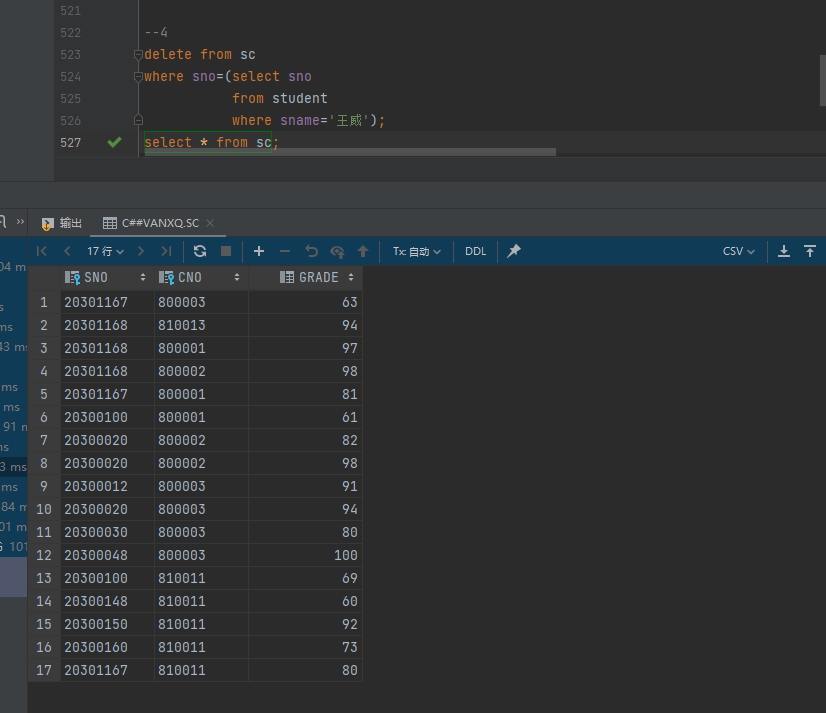 521
522 --4
523 delete from sc
524 where sno=(select sno
525 from student
526 where sname='王威');
527 select * from sc;
» 输出 C##VANXQ.SC
17 行 Tx: 自动 DDL CSV
SNO CNO GRADE
1 20301167 800003 63
2 20301168 810013 94
3 20301168 800001 97
4 20301168 800002 98
5 20301167 800001 81
6 20300100 800001 61
7 20300020 800002 82
8 20300020 800002 98
9 20300012 800003 91
10 20300020 800003 94
11 20300030 800003 80
12 20300048 800003 100
13 20300100 810011 69
14 20300148 810011 60
15 20300150 810011 92
16 20300160 810011 73
17 20301167 810011 80